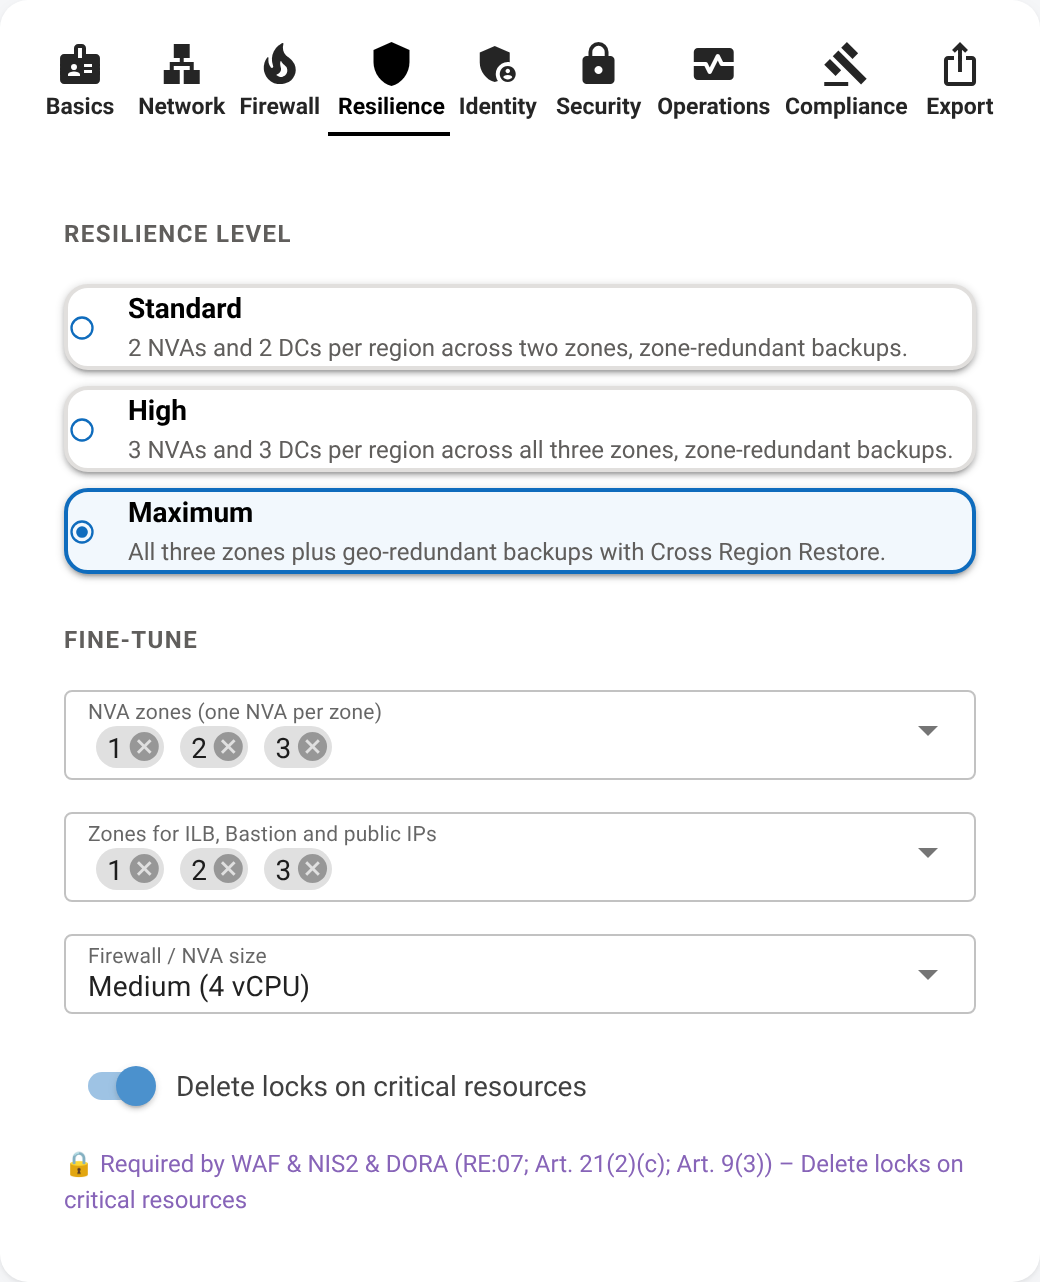 Basics Network Firewall Resilience Identity Security Operations Compliance Export
RESILIENCE LEVEL
Standard
2 NVAs and 2 DCs per region across two zones, zone-redundant backups.
High
3 NVAs and 3 DCs per region across all three zones, zone-redundant backups.
Maximum
All three zones plus geo-redundant backups with Cross Region Restore.
FINE-TUNE
NVA zones (one NVA per zone)
1 2 3
Zones for ILB, Bastion and public IPs
1 2 3
Firewall / NVA size
Medium (4 vCPU)
Delete locks on critical resources
🔒 Required by WAF & NIS2 & DORA (RE:07; Art. 21(2)(c); Art. 9(3)) – Delete locks on
critical resources